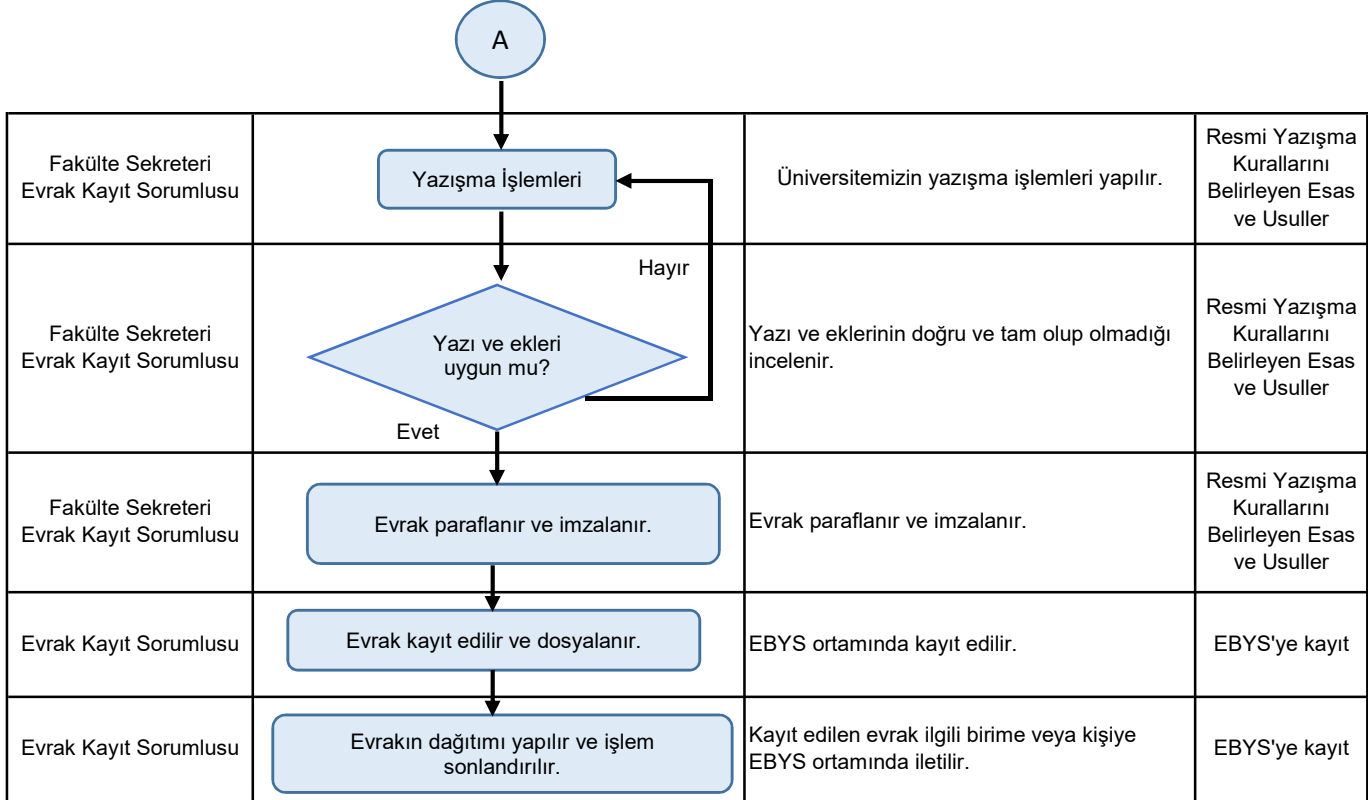 A
Fakülte Sekreteri
Evrak Kayıt Sorumlusu
Yazışma İşlemleri
Üniversitemizin yazışma işlemleri yapılır.
Resmi Yazışma
Kurallarını
Belirleyen Esas
ve Usuller
Hayır
Fakülte Sekreteri
Evrak Kayıt Sorumlusu
Yazı ve ekleri
uygun mu?
Yazı ve eklerinin doğru ve tam olup olmadığı
incelenir.
Resmi Yazışma
Kurallarını
Belirleyen Esas
ve Usuller
Evet
Fakülte Sekreteri
Evrak Kayıt Sorumlusu
Evrak paraflanır ve imzalanır.
Evrak paraflanır ve imzalanır.
Resmi Yazışma
Kurallarını
Belirleyen Esas
ve Usuller
Evrak Kayıt Sorumlusu
Evrak kayıt edilir ve dosyalanır.
EBYS ortamında kayıt edilir.
EBYS'ye kayıt
Evrak Kayıt Sorumlusu
Evrakın dağıtımı yapılır ve işlem
sonlandırılır.
Kayıt edilen evrak ilgili birime veya kişiye
EBYS ortamında iletilir.
EBYS'ye kayıt